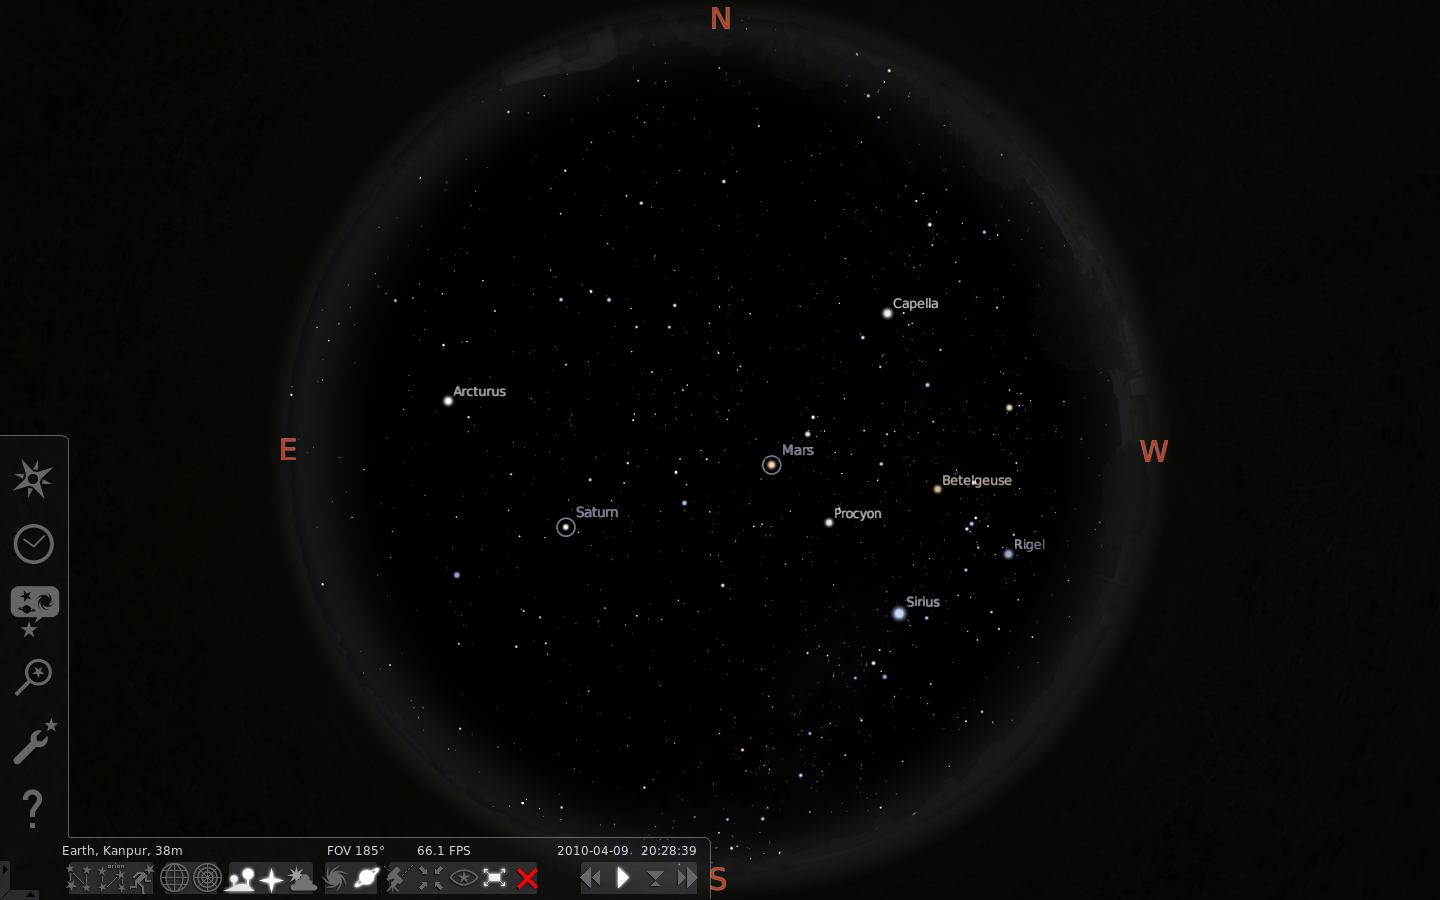 N
Capella
Arcturus
E
Mars
W
Betelgeuse
Saturn
Procyon
Rigel
Sirius
?
Earth, Kanpur, 38m FOV 185° 66.1 FPS 2010-04-09. 20:28:39
S